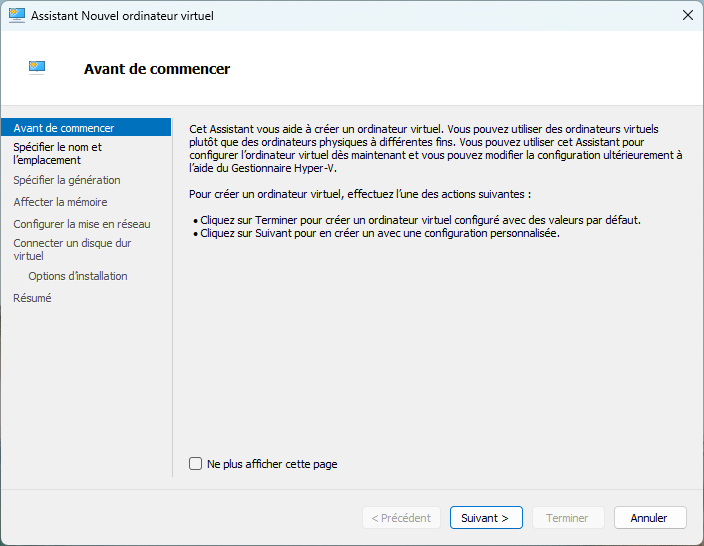 Assistant Nouvel ordinateur virtuel
Avant de commencer
Avant de commencer
Spécifier le nom et
l'emplacement
Spécifier la génération
Affecter la mémoire
Configurer la mise en réseau
Connecter un disque dur
virtuel
Options d'installation
Résumé
Cet Assistant vous aide à créer un ordinateur virtuel. Vous pouvez utiliser des ordinateurs virtuels
plutôt que des ordinateurs physiques à différentes fins. Vous pouvez utiliser cet Assistant pour
configurer l'ordinateur virtuel dès maintenant et vous pouvez modifier la configuration ultérieurement à
l'aide du Gestionnaire Hyper-V.
Pour créer un ordinateur virtuel, effectuez l'une des actions suivantes :
• Cliquez sur Terminer pour créer un ordinateur virtuel configuré avec des valeurs par défaut.
• Cliquez sur Suivant pour en créer un avec une configuration personnalisée.
Ne plus afficher cette page
< Précédent
Suivant >
Terminer
Annuler